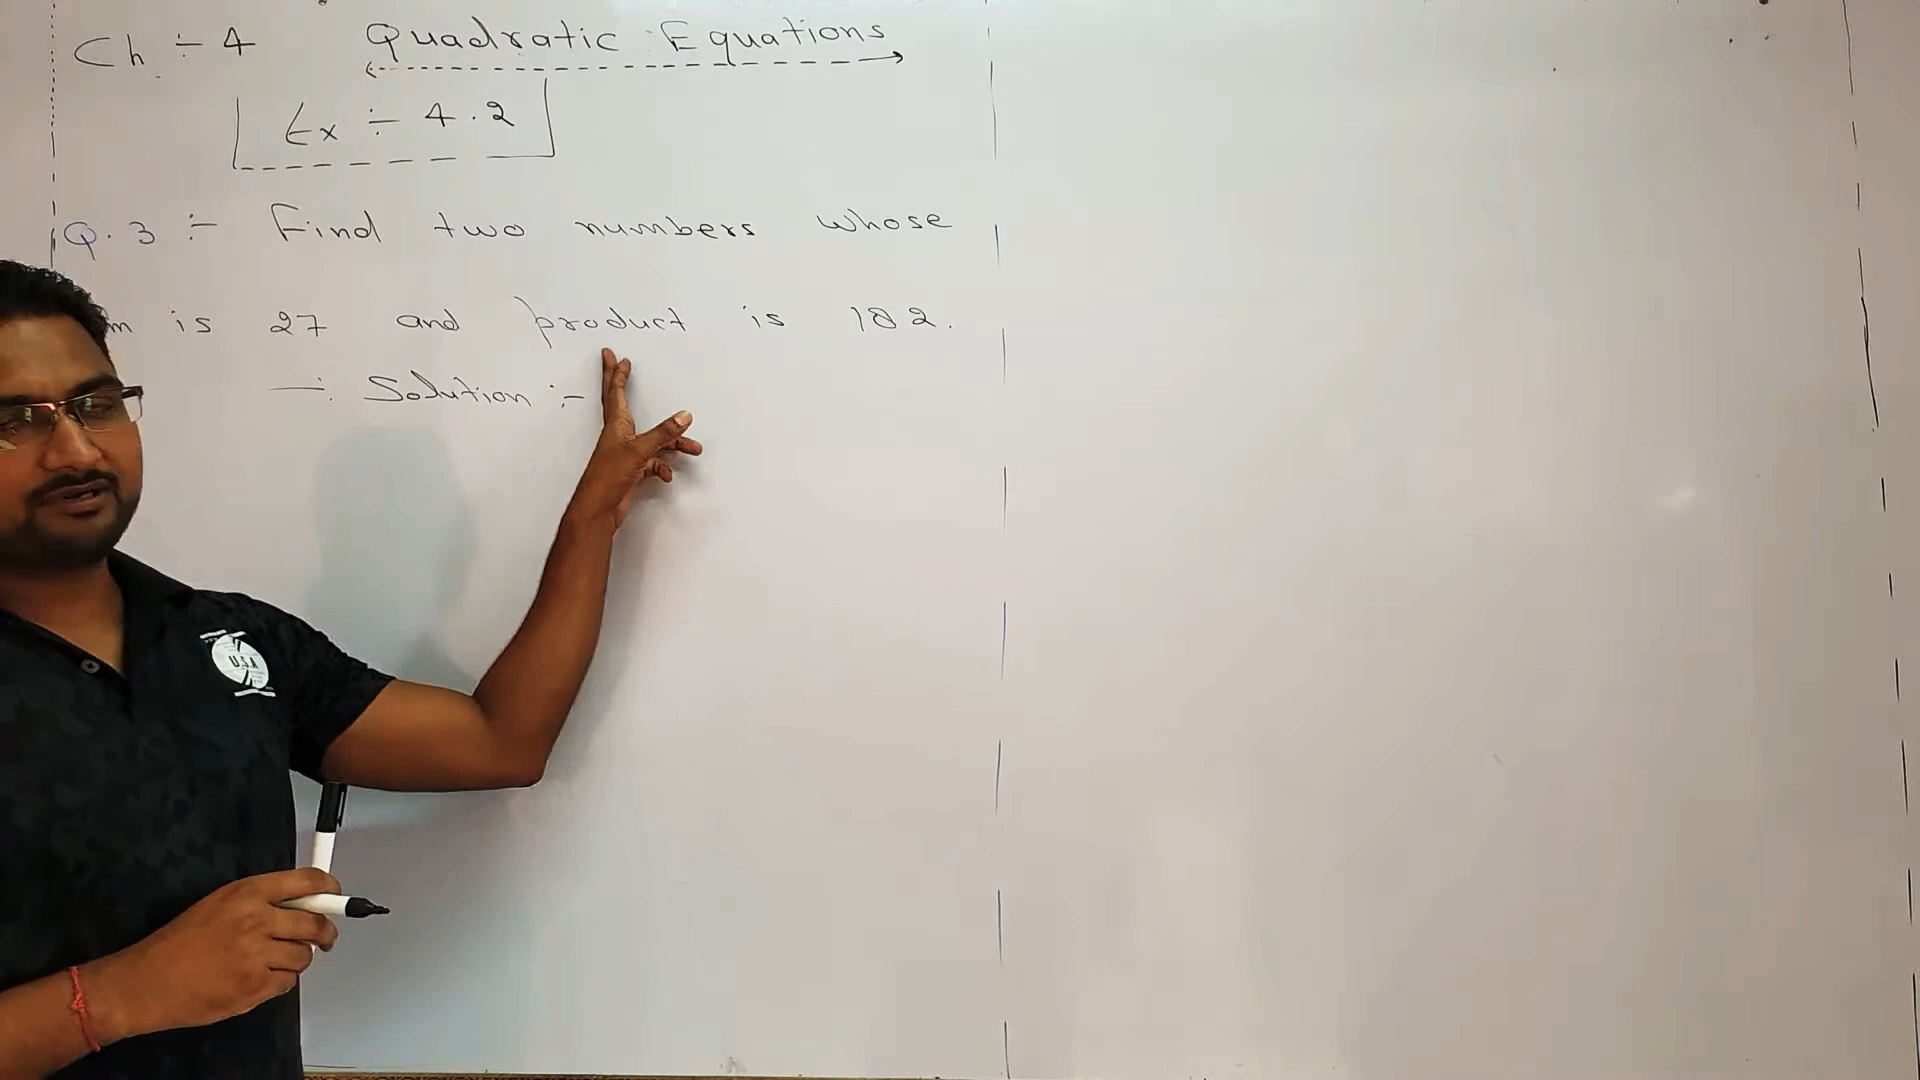 Ch ÷ 4 Quadratic Equations
Ex ÷ 4.2
Q.3 :- Find two numbers whose
m is 27 and product is 182.
-: Solution :-
U.S.A